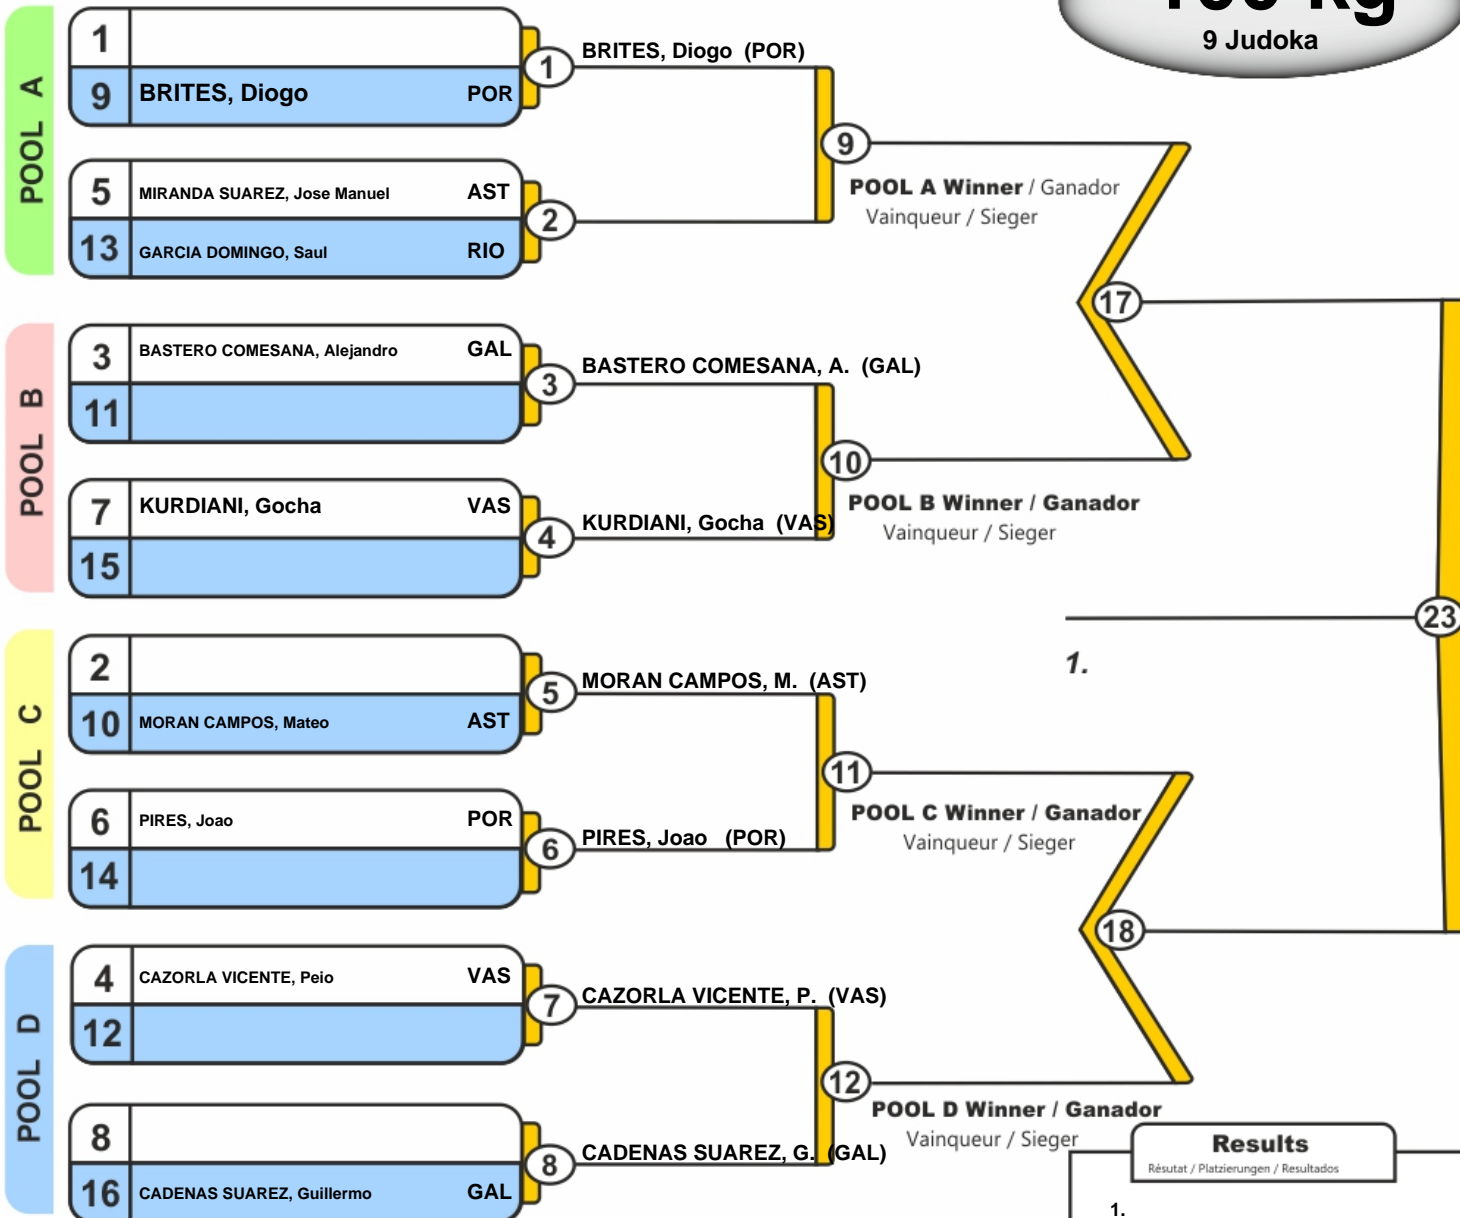 9 Judoka
POOL A
1
9 BRITES, Diogo POR
1
BRITES, Diogo (POR)
5 MIRANDA SUAREZ, Jose Manuel AST
13 GARCIA DOMINGO, Saul RIO
2
9
POOL A Winner / Ganador
Vainqueur / Sieger
POOL B
3 BASTERO COMESANA, Alejandro GAL
11
3
BASTERO COMESANA, A. (GAL)
7 KURDIANI, Gocha VAS
15
4
KURDIANI, Gocha (VAS)
10
POOL B Winner / Ganador
Vainqueur / Sieger
17
POOL C
2
10 MORAN CAMPOS, Mateo AST
5
MORAN CAMPOS, M. (AST)
6 PIRES, Joao POR
14
6
PIRES, Joao (POR)
11
POOL C Winner / Ganador
Vainqueur / Sieger
POOL D
4 CAZORLA VICENTE, Peio VAS
12
7
CAZORLA VICENTE, P. (VAS)
8
16 CADENAS SUAREZ, Guillermo GAL
8
CADENAS SUAREZ, G. (GAL)
12
POOL D Winner / Ganador
Vainqueur / Sieger
18
23
1.
Results
Résutat / Platzierungen / Resultados
1.